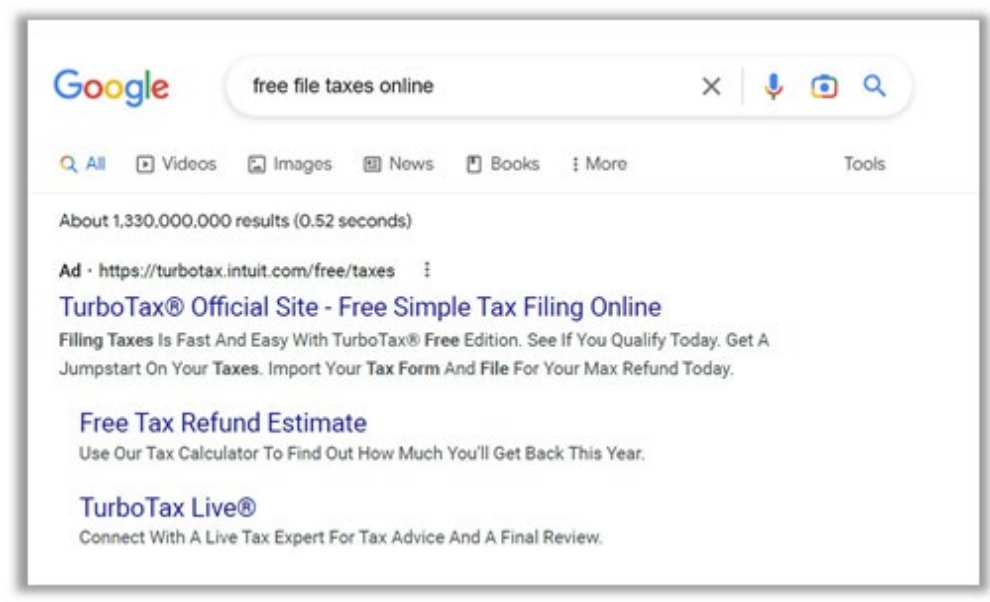 Google
free file taxes online
All Videos Images News Books More Tools
About 1,330,000,000 results (0.52 seconds)
Ad · https://turbotax.intuit.com/free/taxes
TurboTax® Official Site - Free Simple Tax Filing Online
Filing Taxes Is Fast And Easy With TurboTax® Free Edition. See If You Qualify Today. Get A
Jumpstart On Your Taxes. Import Your Tax Form And File For Your Max Refund Today.
Free Tax Refund Estimate
Use Our Tax Calculator To Find Out How Much You'll Get Back This Year.
TurboTax Live®
Connect With A Live Tax Expert For Tax Advice And A Final Review.